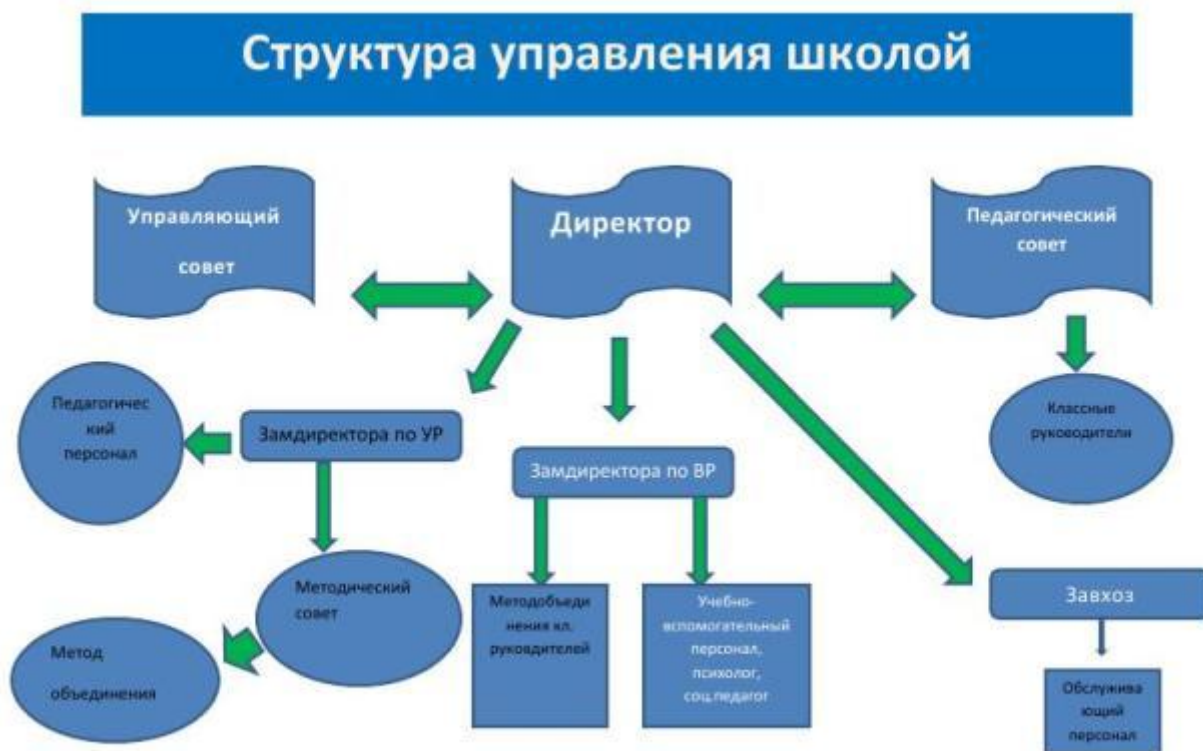 Структура управления школой
Управляющий
совет
Директор
Педагогический
совет
Педагогичес
кий
персонал
Замдиректора по УР
Замдиректора по ВР
Классные
руководители
Методический
совет
Метод
объединения
Методобъеди
нения кл.
руковдителей
Учебно-
вспомогательный
персонал,
психолог,
соц.педагог
Завхоз
Обслужива
ющий
персонал